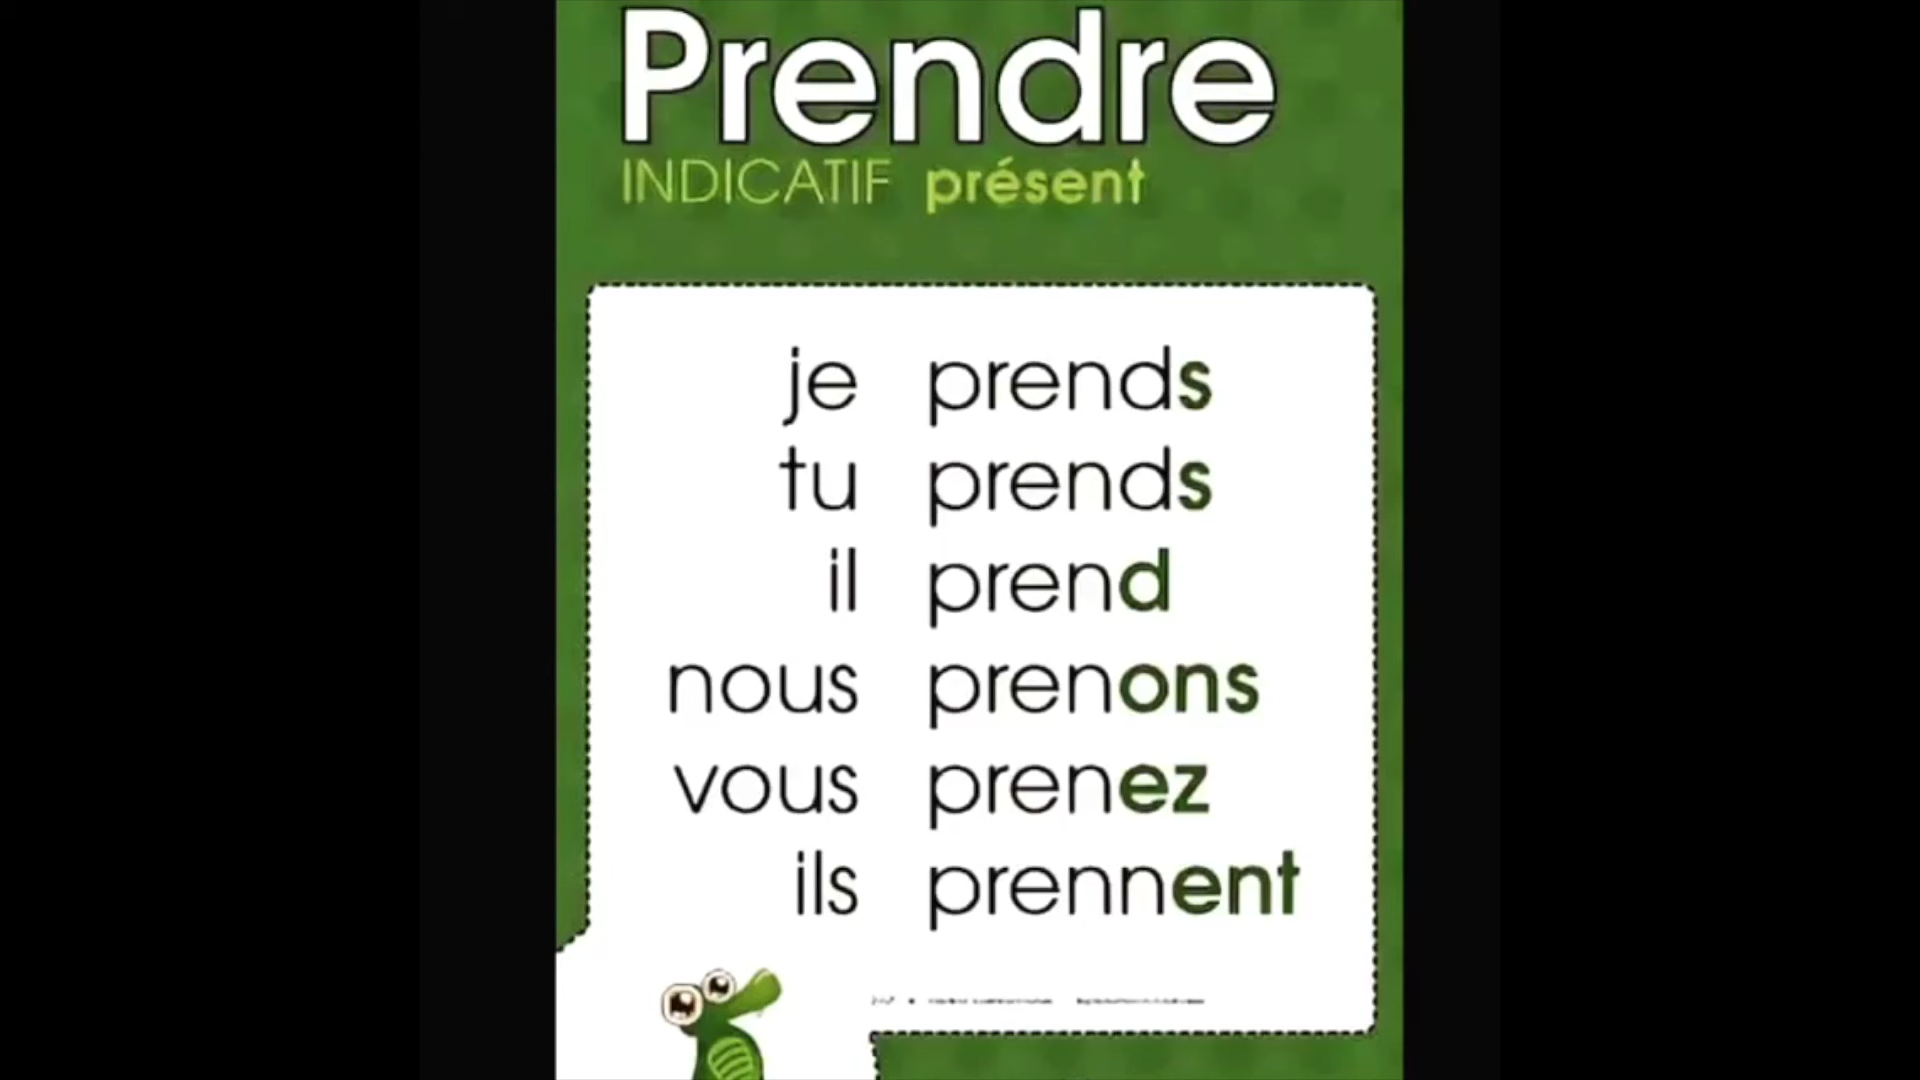 Prendre
INDICATIF présent
je prends
tu prends
il prend
nous prenons
vous prenez
ils prennent